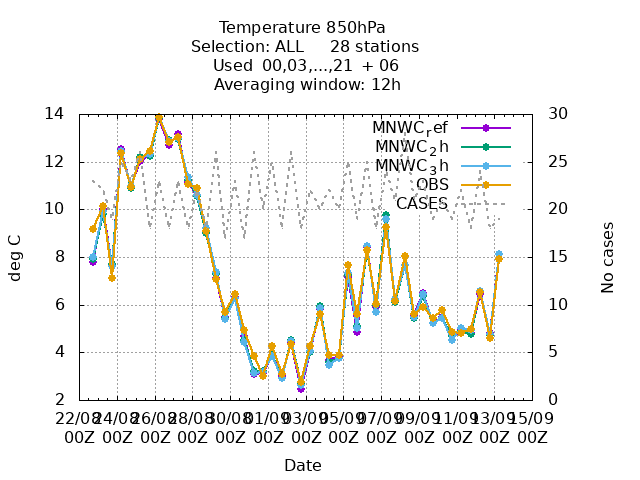 Temperature 850hPa
Selection: ALL 28 stations
Used 00,03,...,21 + 06
Averaging window: 12h
14 30
12 25
10 20
8 15
6 10
4 5
2 0
MNWCref
MNWC2h
MNWC3h
OBS
CASES
deg C
No cases
22/08 24/08 26/08 28/08 30/08 01/09 03/09 05/09 07/09 09/09 11/09 13/09 15/09
00Z 00Z 00Z 00Z 00Z 00Z 00Z 00Z 00Z 00Z 00Z 00Z 00Z
Date